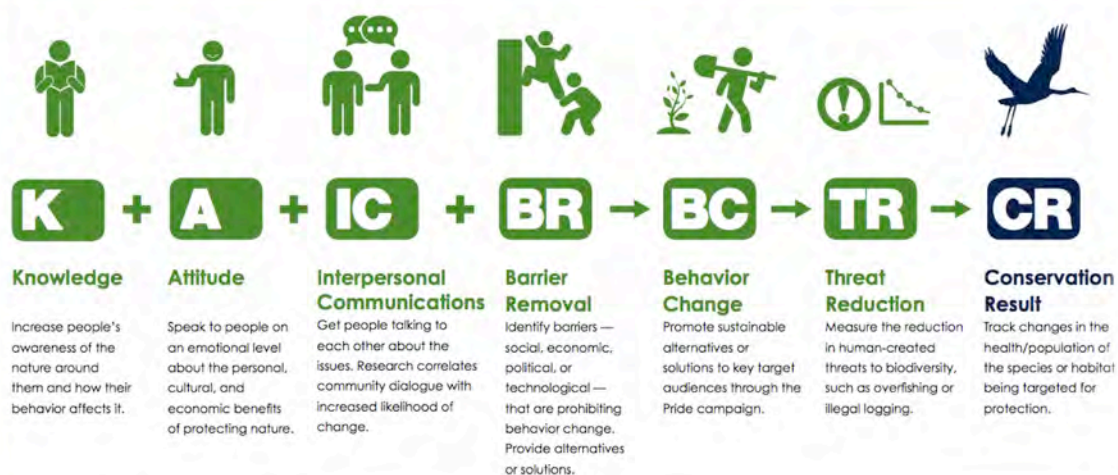 K + A + IC + BR → BC → TR → CR
Knowledge
Increase people's
awareness of the
nature around
them and how their
behavior affects it.
Attitude
Speak to people on
an emotional level
about the personal,
cultural, and
economic benefits
of protecting nature.
Interpersonal
Communications
Get people talking to
each other about the
issues. Research correlates
community dialogue with
increased likelihood of
change.
Barrier
Removal
Identify barriers —
social, economic,
political, or
technological —
that are prohibiting
behavior change.
Provide alternatives
or solutions.
Behavior
Change
Promote sustainable
alternatives or
solutions to key target
audiences through the
Pride campaign.
Threat
Reduction
Measure the reduction
in human-created
threats to biodiversity,
such as overfishing or
illegal logging.
Conservation
Result
Track changes in the
health/population of
the species or habitat
being targeted for
protection.